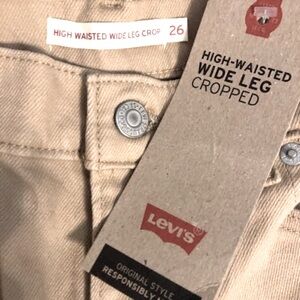 HIGH WAISTED WIDE LEG CROP 26
HIGH-WAISTED
WIDE LEG
CROPPED
Levi's®
ORIGINAL STYLE
RESPONSIBLY